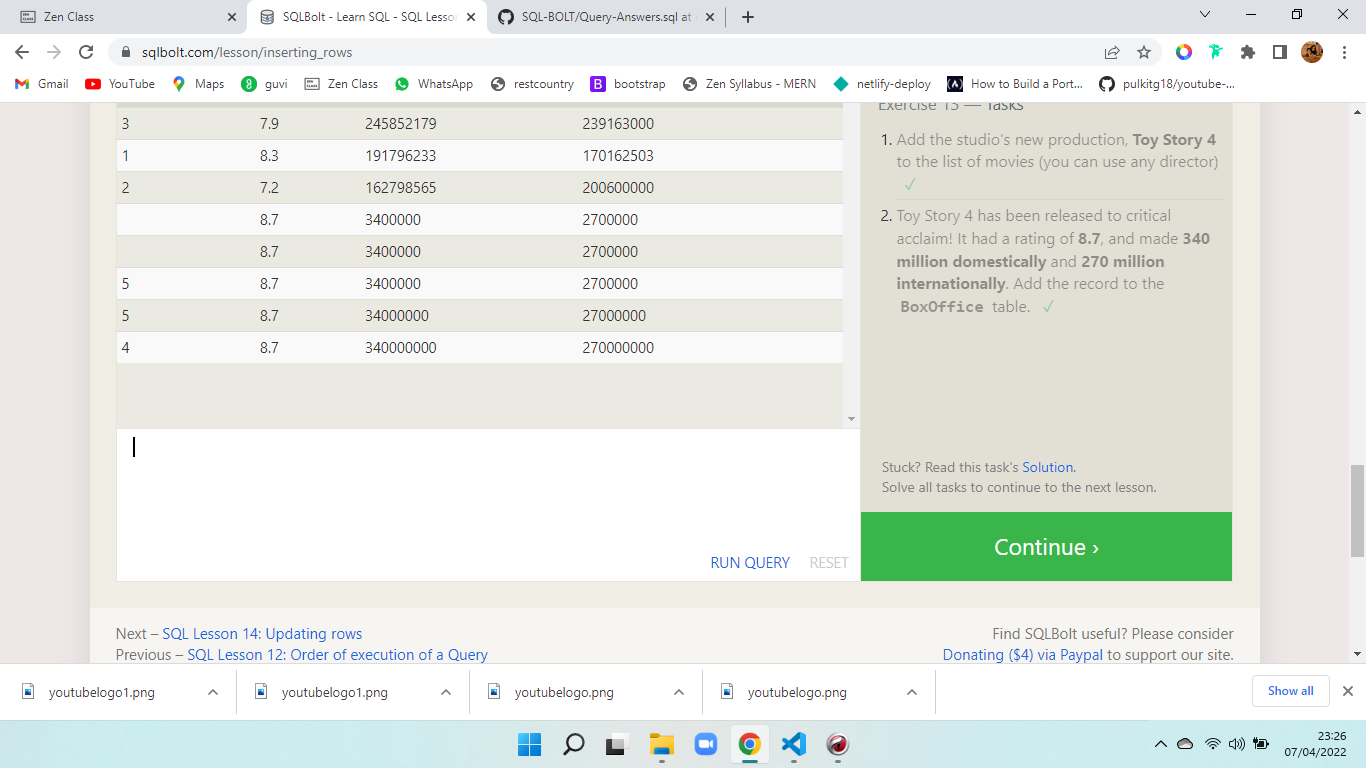 Zen Class
SQLBolt - Learn SQL - SQL Lesson
SQL-BOLT/Query-Answers.sql at
sqlbolt.com/lesson/inserting_rows
Gmail YouTube Maps guvi Zen Class WhatsApp restcountry bootstrap Zen Syllabus - MERN netlify-deploy How to Build a Port... pulkitg18/youtube-...
3 7.9 245852179 239163000
1 8.3 191796233 170162503
2 7.2 162798565 200600000
8.7 3400000 2700000
8.7 3400000 2700000
5 8.7 3400000 2700000
5 8.7 34000000 27000000
4 8.7 340000000 270000000
RUN QUERY RESET
Exercise 13 — Tasks
1. Add the studio's new production, Toy Story 4
to the list of movies (you can use any director)
✓
2. Toy Story 4 has been released to critical
acclaim! It had a rating of 8.7, and made 340
million domestically and 270 million
internationally. Add the record to the
BoxOffice table. ✓
Stuck? Read this task's Solution.
Solve all tasks to continue to the next lesson.
Continue ›
Next – SQL Lesson 14: Updating rows
Previous – SQL Lesson 12: Order of execution of a Query
Find SQLBolt useful? Please consider
Donating ($4) via Paypal to support our site.
youtubelogo1.png youtubelogo1.png youtubelogo.png youtubelogo.png Show all
23:26
07/04/2022